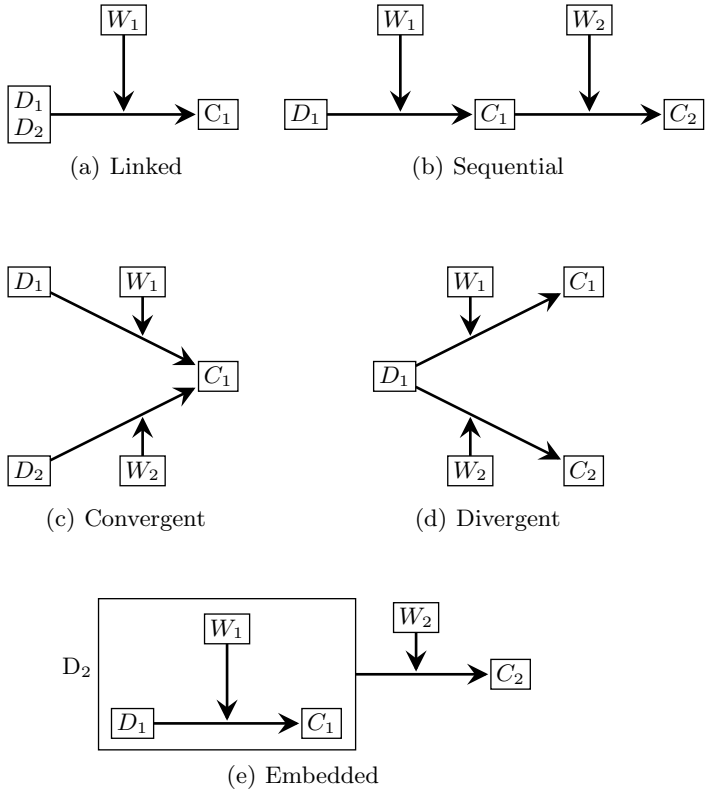 W₁
D₁
D₂
C₁
(a) Linked
W₁
W₂
D₁
C₁
C₂
(b) Sequential
D₁
W₁
C₁
D₂
W₂
(c) Convergent
W₁
C₁
D₁
W₂
C₂
(d) Divergent
D₂
W₁
D₁
C₁
W₂
C₂
(e) Embedded